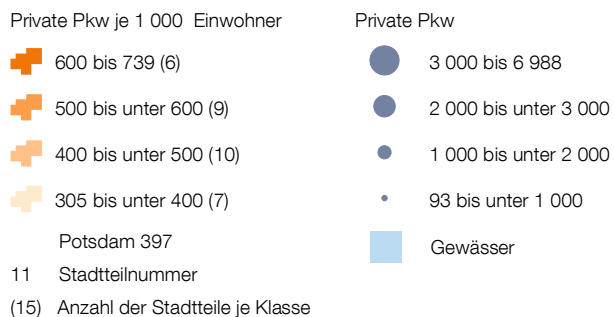 Private Pkw je 1 000 Einwohner
600 bis 739 (6)
500 bis unter 600 (9)
400 bis unter 500 (10)
305 bis unter 400 (7)
Potsdam 397
11 Stadtteilnummer
(15) Anzahl der Stadtteile je Klasse
Private Pkw
3 000 bis 6 988
2 000 bis unter 3 000
1 000 bis unter 2 000
93 bis unter 1 000
Gewässer